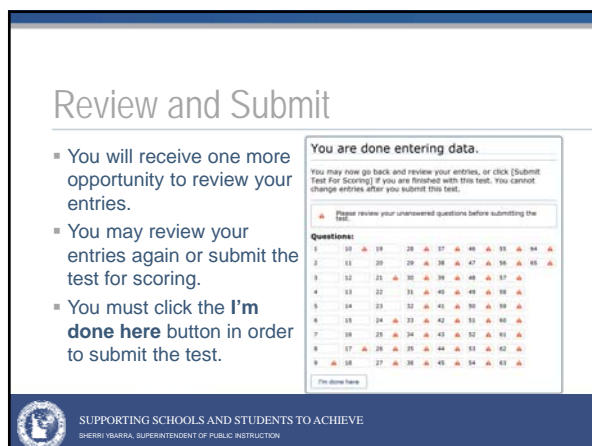 Review and Submit
▪ You will receive one more
opportunity to review your
entries.
▪ You may review your
entries again or submit the
test for scoring.
▪ You must click the I'm
done here button in order
to submit the test.
You are done entering data.
You may now go back and review your entries, or click [Submit
Test For Scoring] if you are finished with this test. You cannot
change entries after you submit this test.
Please review your unanswered questions before submitting the
test.
Questions:
1 10 19 28 37 46 55 64
2 11 20 29 38 47 56 65
3 12 21 30 39 48 57
4 13 22 31 40 49 58
5 14 23 32 41 50 59
6 15 24 33 42 51 60
7 16 25 34 43 52 61
8 17 26 35 44 53 62
9 18 27 36 45 54 63
I'm done here
SUPPORTING SCHOOLS AND STUDENTS TO ACHIEVE
SHERRI YBARRA, SUPERINTENDENT OF PUBLIC INSTRUCTION